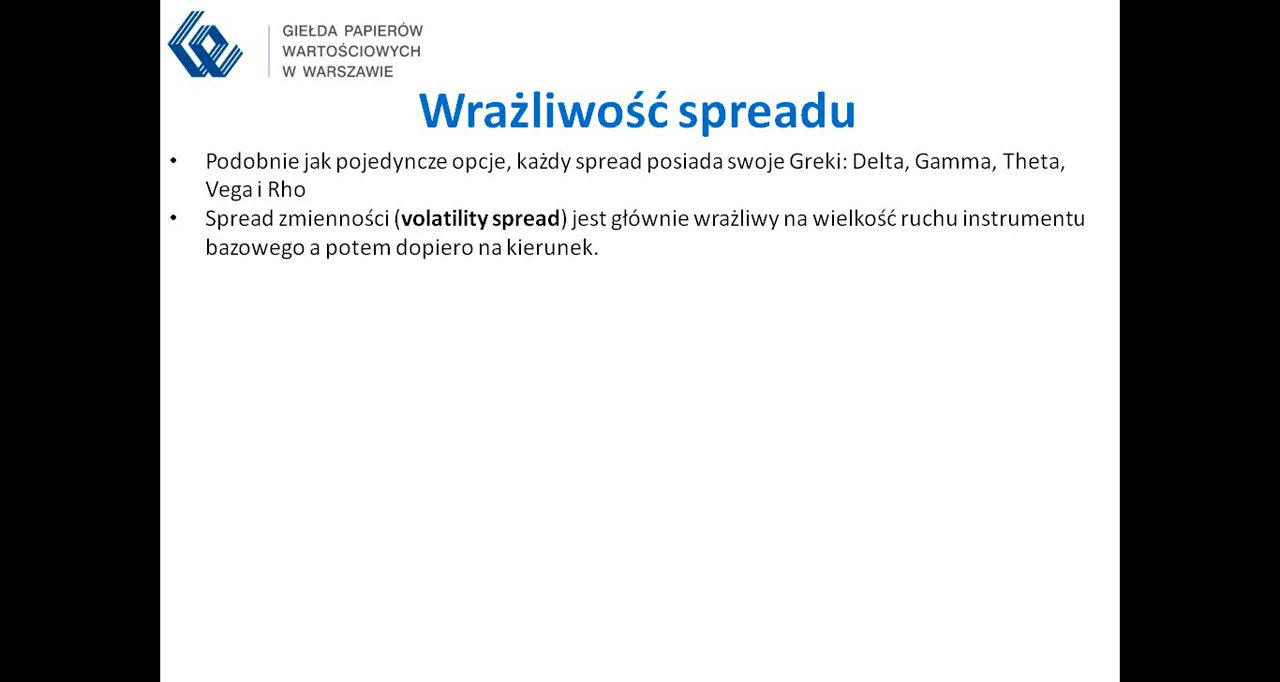 GIEŁDA PAPIERÓW
WARTOŚCIOWYCH
W WARSZAWIE
Wrażliwość spreadu
• Podobnie jak pojedyncze opcje, każdy spread posiada swoje Greki: Delta, Gamma, Theta,
Vega i Rho
• Spread zmienności (volatility spread) jest głównie wrażliwy na wielkość ruchu instrumentu
bazowego a potem dopiero na kierunek.